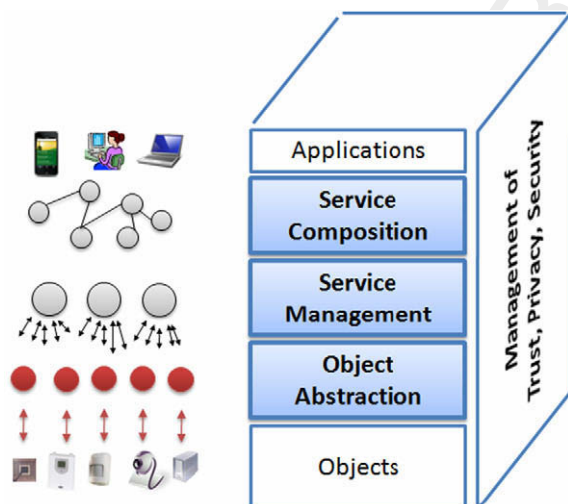 Applications
Service
Composition
Service
Management
Object
Abstraction
Objects
Management of
Trust, Privacy, Security